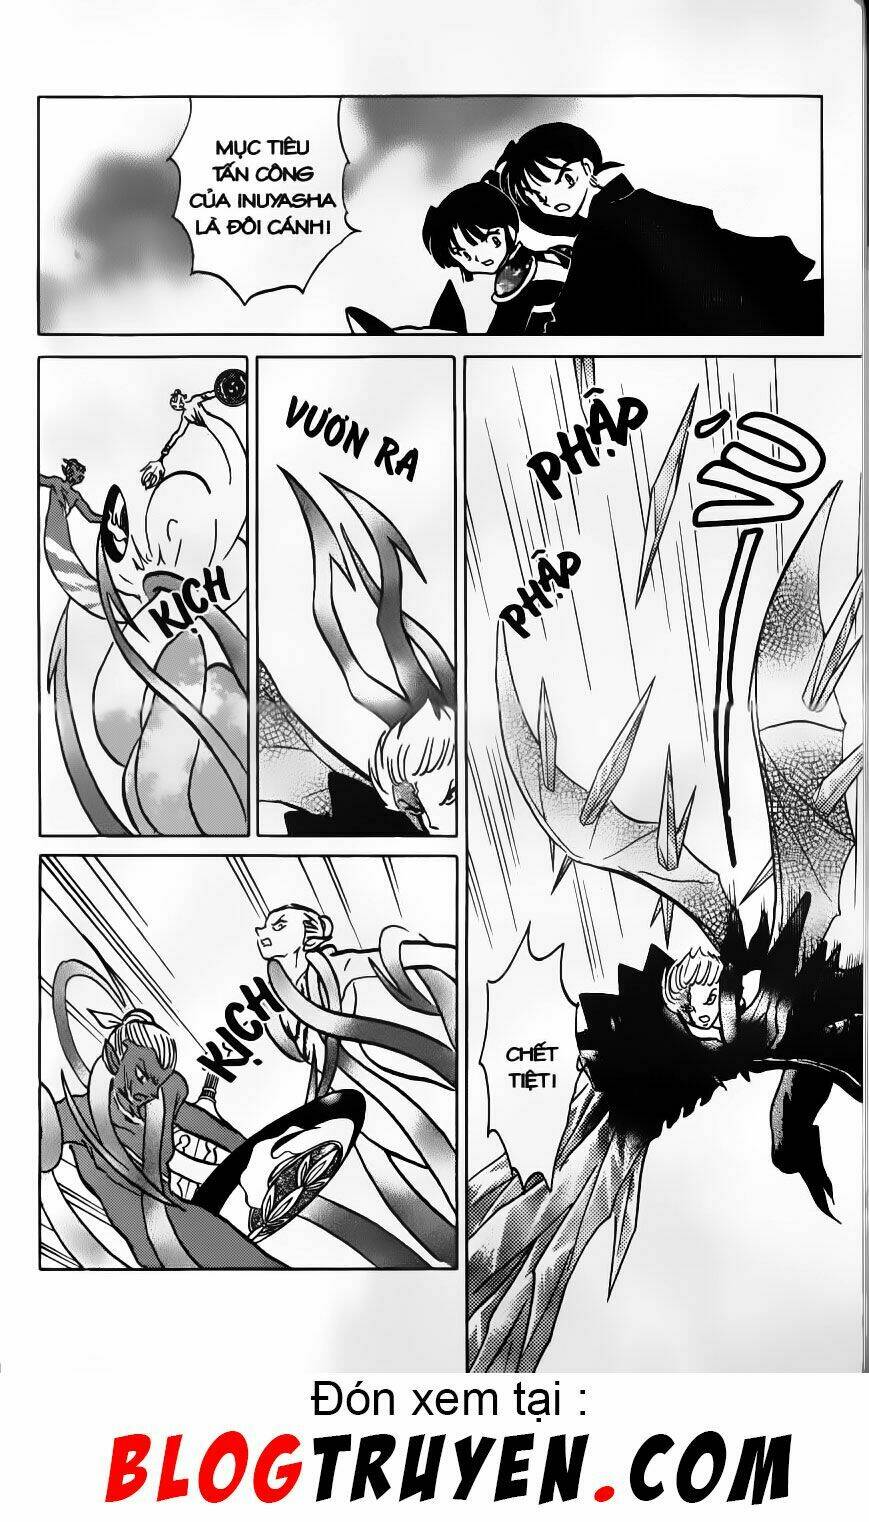 MỤC TIÊU
TẤN CÔNG
CỦA INUYASHA
LÀ ĐÔI CÁNH!
VÙ
PHẬP
PHẬP
CHẾT
TIỆT!
VƯƠN RA
KỊCH
KỊCH
Đón xem tại :
BLOGTRUYEN.COM